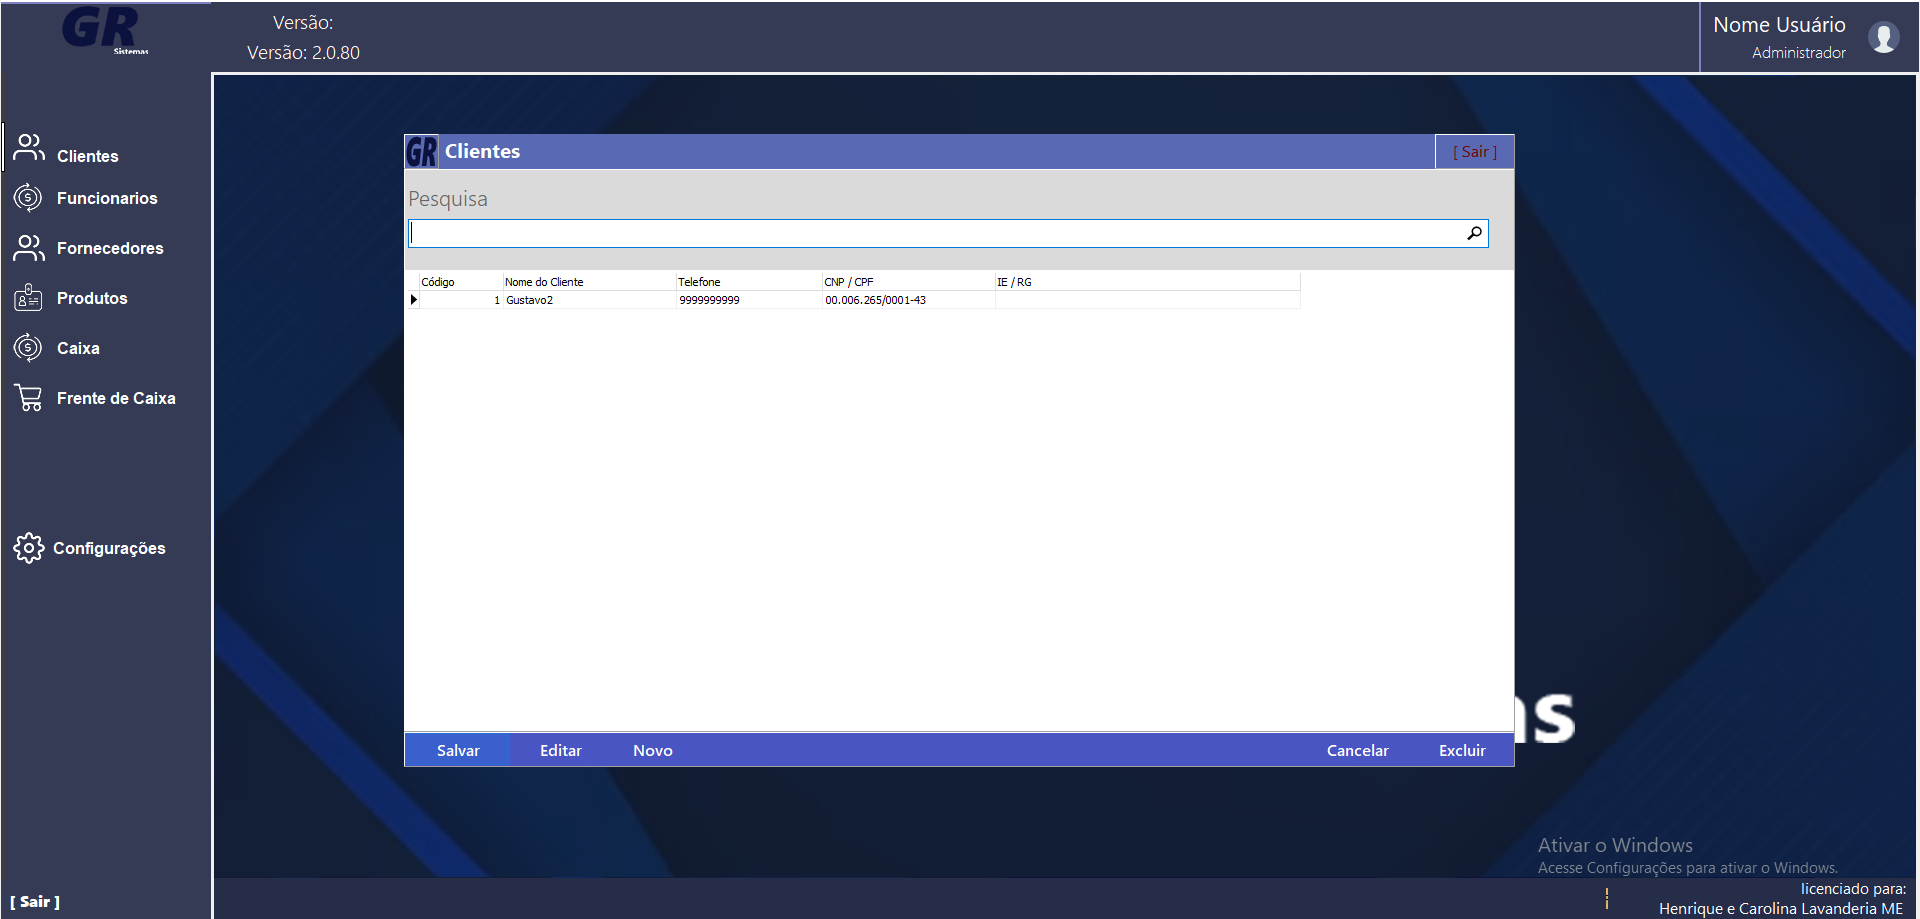 GR
Sistemas
Versão:
Versão: 2.0.80
Nome Usuário
Administrador
Clientes
Funcionarios
Fornecedores
Produtos
Caixa
Frente de Caixa
Configurações
[ Sair ]
GR Clientes [ Sair ]
Pesquisa
Código Nome do Cliente Telefone CNP / CPF IE / RG
1 Gustavo2 9999999999 00.006.265/0001-43
Salvar Editar Novo Cancelar Excluir
Ativar o Windows
Acesse Configurações para ativar o Windows.
licenciado para:
Henrique e Carolina Lavanderia ME